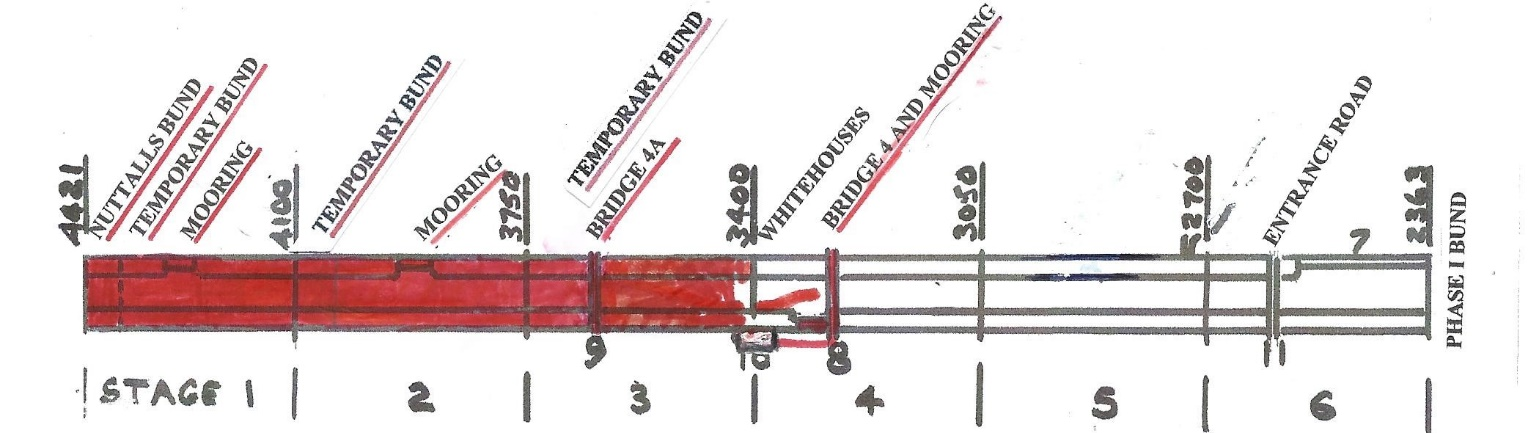 4421
NUTTALLS BUND
TEMPORARY BUND
MOORING
4100
TEMPORARY BUND
MOORING
3750
TEMPORARY BUND
BRIDGE 4A
3400
WHITEHOUSES
BRIDGE 4 AND MOORING
3050
2700
ENTRANCE ROAD
7
2363
PHASE I BUND
9
10
8
11
STAGE 1
2
3
4
5
6